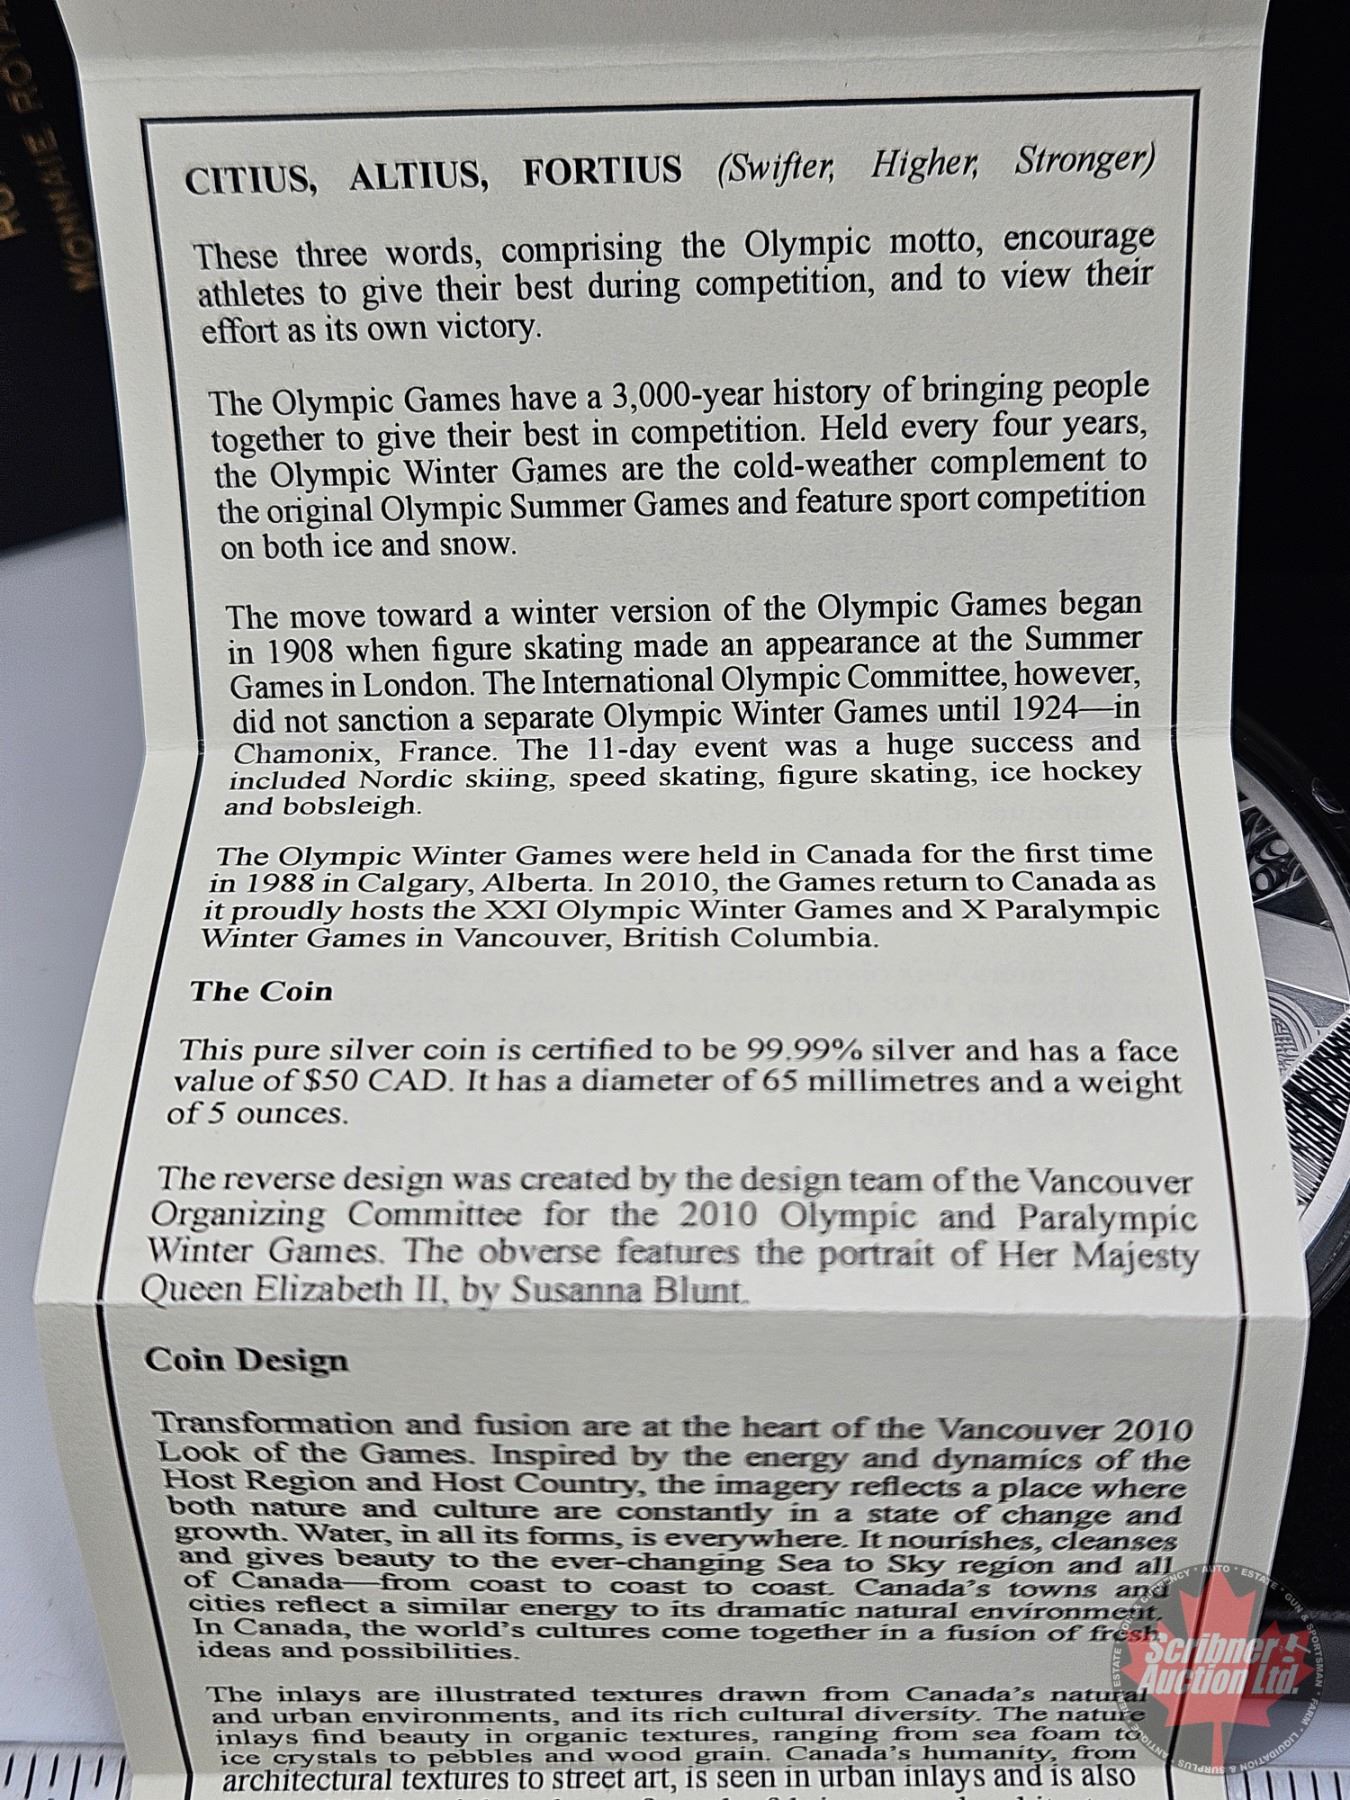 MONNAIE ROY
CITIUS, ALTIUS, FORTIUS (Swifter, Higher, Stronger)
These three words, comprising the Olympic motto, encourage
athletes to give their best during competition, and to view their
effort as its own victory.
The Olympic Games have a 3,000-year history of bringing people
together to give their best in competition. Held every four years,
the Olympic Winter Games are the cold-weather complement to
the original Olympic Summer Games and feature sport competition
on both ice and snow.
The move toward a winter version of the Olympic Games began
in 1908 when figure skating made an appearance at the Summer
Games in London. The International Olympic Committee, however,
did not sanction a separate Olympic Winter Games until 1924—in
Chamonix, France. The 11-day event was a huge success and
included Nordic skiing, speed skating, figure skating, ice hockey
and bobsleigh.
The Olympic Winter Games were held in Canada for the first time
in 1988 in Calgary, Alberta. In 2010, the Games return to Canada as
it proudly hosts the XXI Olympic Winter Games and X Paralympic
Winter Games in Vancouver, British Columbia.
The Coin
This pure silver coin is certified to be 99.99% silver and has a face
value of $50 CAD. It has a diameter of 65 millimetres and a weight
of 5 ounces.
The reverse design was created by the design team of the Vancouver
Organizing Committee for the 2010 Olympic and Paralympic
Winter Games. The obverse features the portrait of Her Majesty
Queen Elizabeth II, by Susanna Blunt.
Coin Design
Transformation and fusion are at the heart of the Vancouver 2010
Look of the Games. Inspired by the energy and dynamics of the
Host Region and Host Country, the imagery reflects a place where
both nature and culture are constantly in a state of change and
growth. Water, in all its forms, is everywhere. It nourishes, cleanses
and gives beauty to the ever-changing Sea to Sky region and all
of Canada—from coast to coast to coast. Canada's towns and
cities reflect a similar energy to its dramatic natural environment.
In Canada, the world's cultures come together in a fusion of fresh
ideas and possibilities.
The inlays are illustrated textures drawn from Canada's natural
and urban environments, and its rich cultural diversity. The nature
inlays find beauty in organic textures, ranging from sea foam to
ice crystals to pebbles and wood grain. Canada's humanity, from
architectural textures to street art, is seen in urban inlays and is also
Scribner
Auction Ltd.